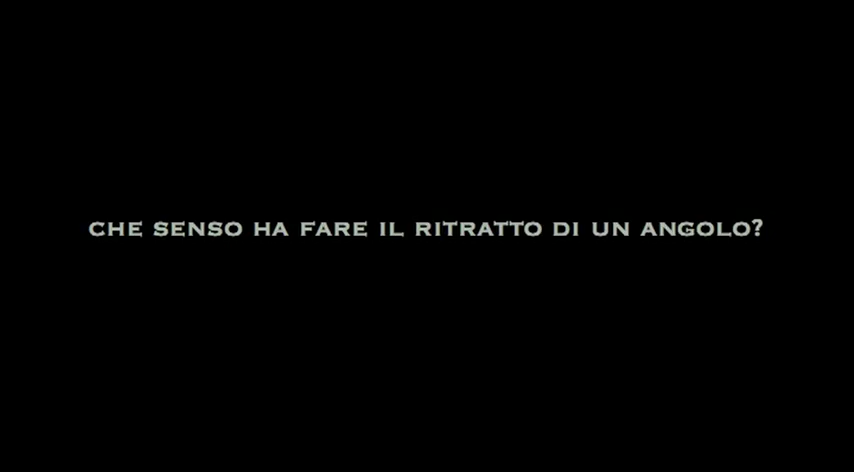 CHE SENSO HA FARE IL RITRATTO DI UN ANGOLO?